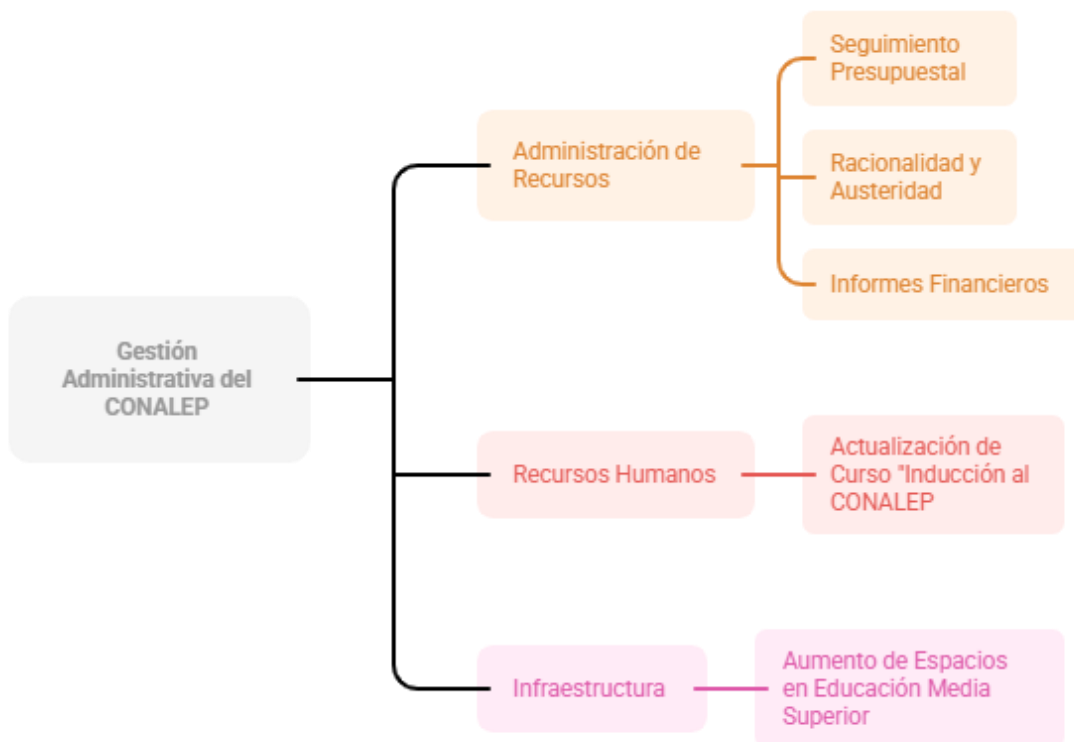 Gestión
Administrativa del
CONALEP
Administración de
Recursos
Seguimiento
Presupuestal
Racionalidad y
Austeridad
Informes Financieros
Recursos Humanos
Actualización de
Curso "Inducción al
CONALEP
Infraestructura
Aumento de Espacios
en Educación Media
Superior